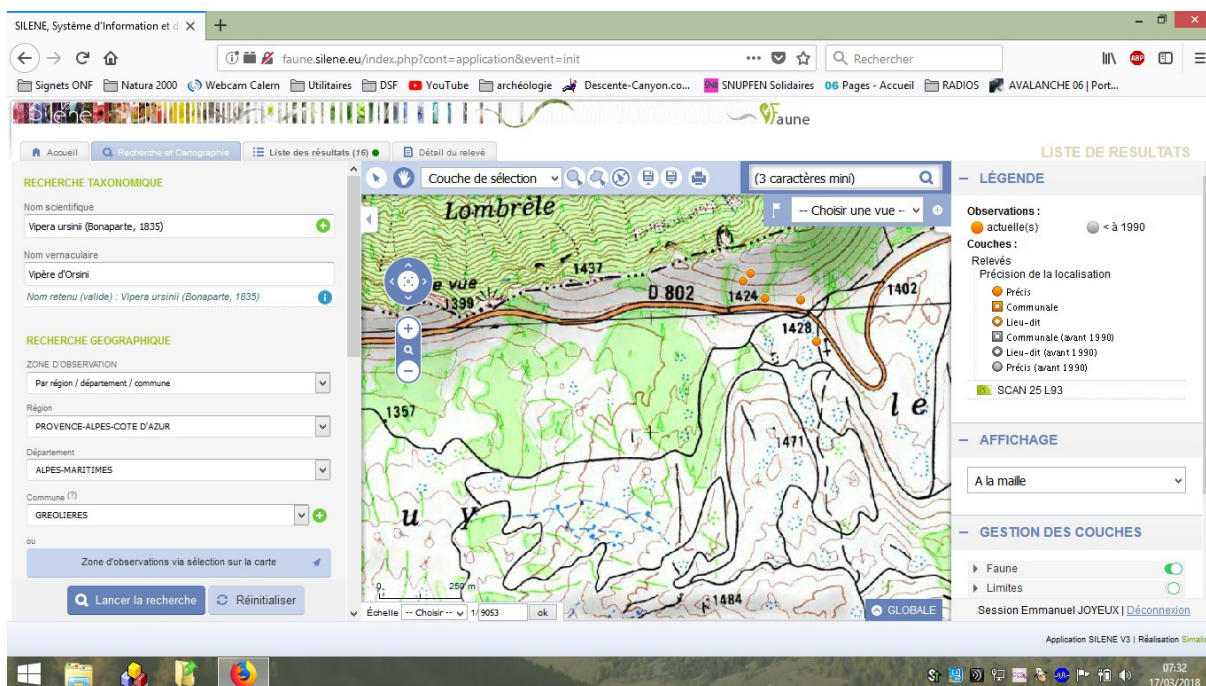 SILENE, Système d'Information et d
faune.silene.eu/index.php?cont=application&event=init
Rechercher
ABP
Signets ONF Natura 2000 Webcam Calern Utilitaires DSF YouTube archéologie Descente-Canyon.co... SNUPFEN Solidaires 06 Pages - Accueil RADIOS AVALANCHE 06 | Port...
Silene
Faune
Accueil Recherche et Cartographie Liste des résultats (16) Détail du relevé
LISTE DE RESULTATS
RECHERCHE TAXONOMIQUE
Nom scientifique
Vipera ursinii (Bonaparte, 1835)
Nom vernaculaire
Vipère d'Orsini
Nom retenu (valide) : Vipera ursinii (Bonaparte, 1835)
RECHERCHE GEOGRAPHIQUE
ZONE D'OBSERVATION
Par région / département / commune
Région
PROVENCE-ALPES-COTE D'AZUR
Département
ALPES-MARITIMES
Commune (?)
GREOLIERES
ou
Zone d'observations via sélection sur la carte
Lancer la recherche Réinitialiser
Couche de sélection
(3 caractères mini)
-- Choisir une vue --
Lombrèle
1437
e vue
1399
D 802
1424
1402
1428
1357
1471
l e
u y
1484
0 250 m
Échelle -- Choisir -- 1/ 9053 ok
GLOBALE
LÉGENDE
Observations :
actuelle(s) < à 1990
Couches :
Relevés
Précision de la localisation
Précis
Communale
Lieu-dit
Communale (avant 1990)
Lieu-dit (avant 1990)
Précis (avant 1990)
SCAN 25 L93
AFFICHAGE
A la maille
GESTION DES COUCHES
Faune
Limites
Session Emmanuel JOYEUX | Déconnexion
Application SILENE V3 | Réalisation Simalis
07:32
17/03/2018